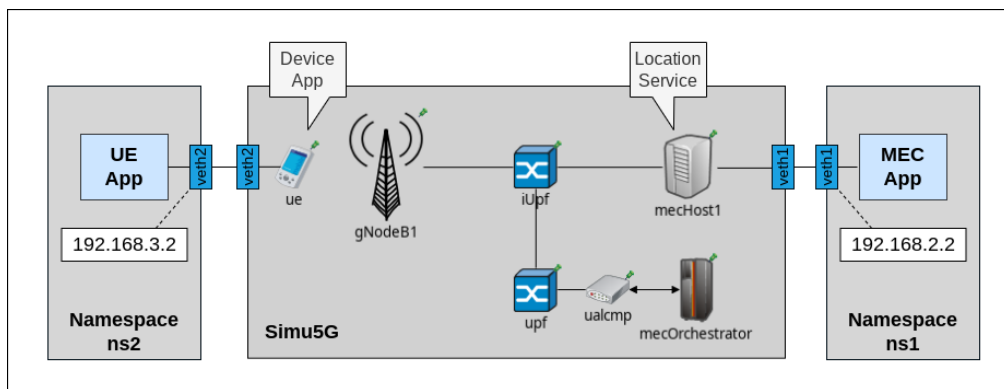 Device
App
Location
Service
UE
App
veth2
veth2
ue
gNodeB1
iUpf
mecHost1
veth1
veth1
MEC
App
192.168.3.2
192.168.2.2
upf
ualcmp
mecOrchestrator
Namespace
ns2
Simu5G
Namespace
ns1